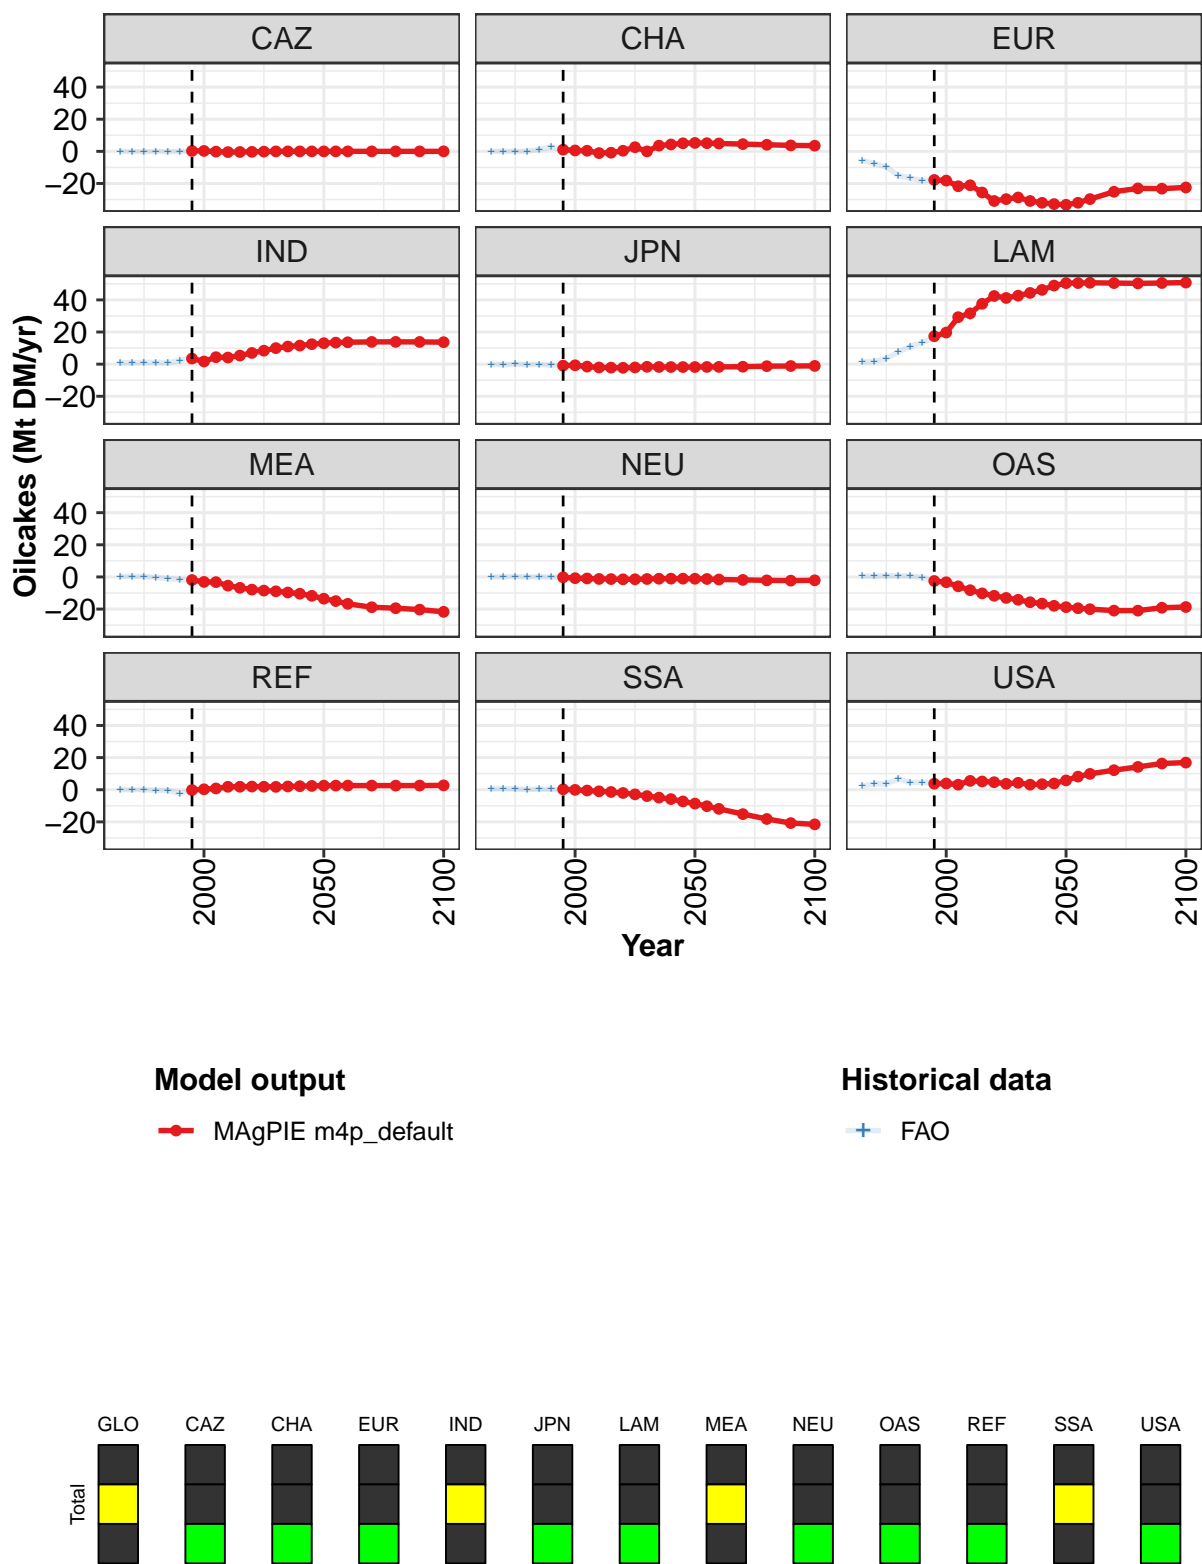 CAZ CHA EUR
40
20
0
−20
IND JPN LAM
40
20
0
−20
MEA NEU OAS
40
20
0
−20
REF SSA USA
40
20
0
−20
Oilcakes (Mt DM/yr)
2000 2050 2100 2000 2050 2100 2000 2050 2100
Year
Model output Historical data
MAgPIE m4p_default FAO
GLO CAZ CHA EUR IND JPN LAM MEA NEU OAS REF SSA USA
Total